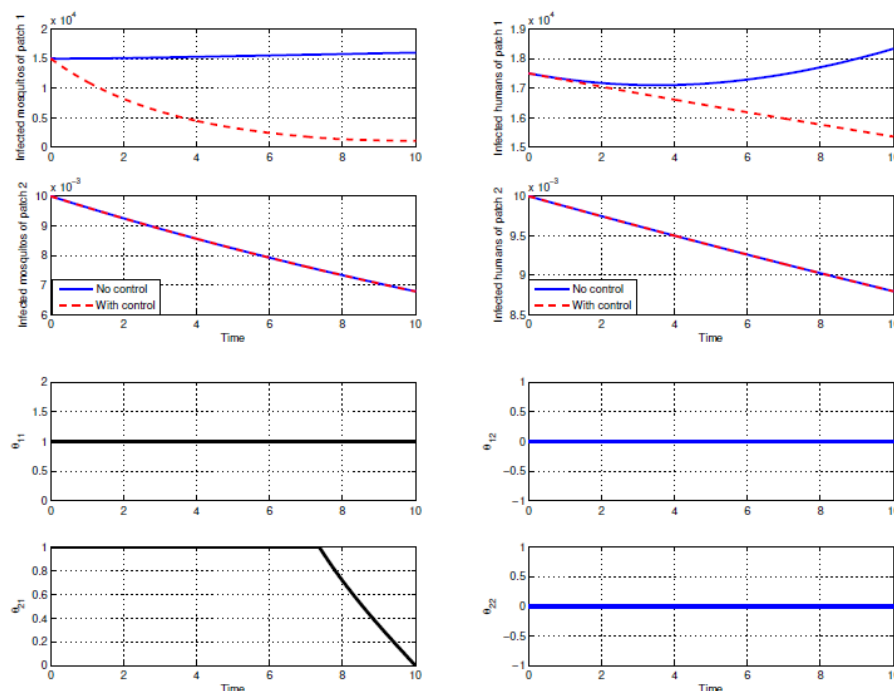 x 10^4
Infected mosquitos of patch 1
2
1.5
1
0.5
0
0 2 4 6 8 10
x 10^4
Infected humans of patch 1
1.9
1.8
1.7
1.6
1.5
0 2 4 6 8 10
x 10^-3
Infected mosquitos of patch 2
10
9
8
7
6
No control
With control
0 2 4 6 8 10
Time
x 10^-3
Infected humans of patch 2
10
9.5
9
8.5
No control
With control
0 2 4 6 8 10
Time
θ11
2
1.5
1
0.5
0
0 2 4 6 8 10
θ12
1
0.5
0
−0.5
−1
0 2 4 6 8 10
θ21
1
0.8
0.6
0.4
0.2
0
0 2 4 6 8 10
Time
θ22
1
0.5
0
−0.5
−1
0 2 4 6 8 10
Time